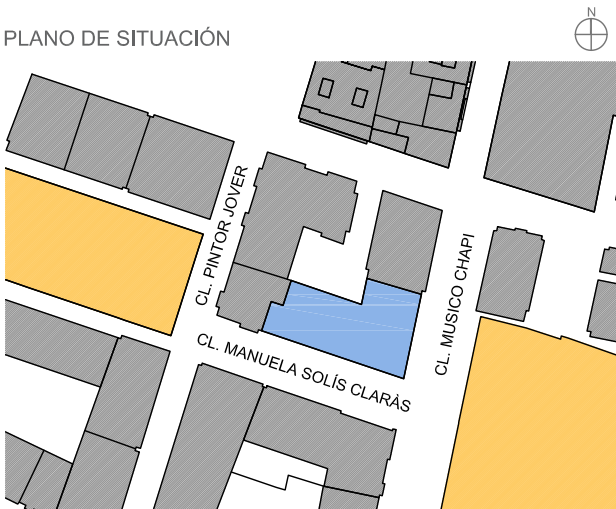 N
PLANO DE SITUACIÓN
CL. PINTOR JOVER
CL. MUSICO CHAPI
CL. MANUELA SOLÍS CLARÀS